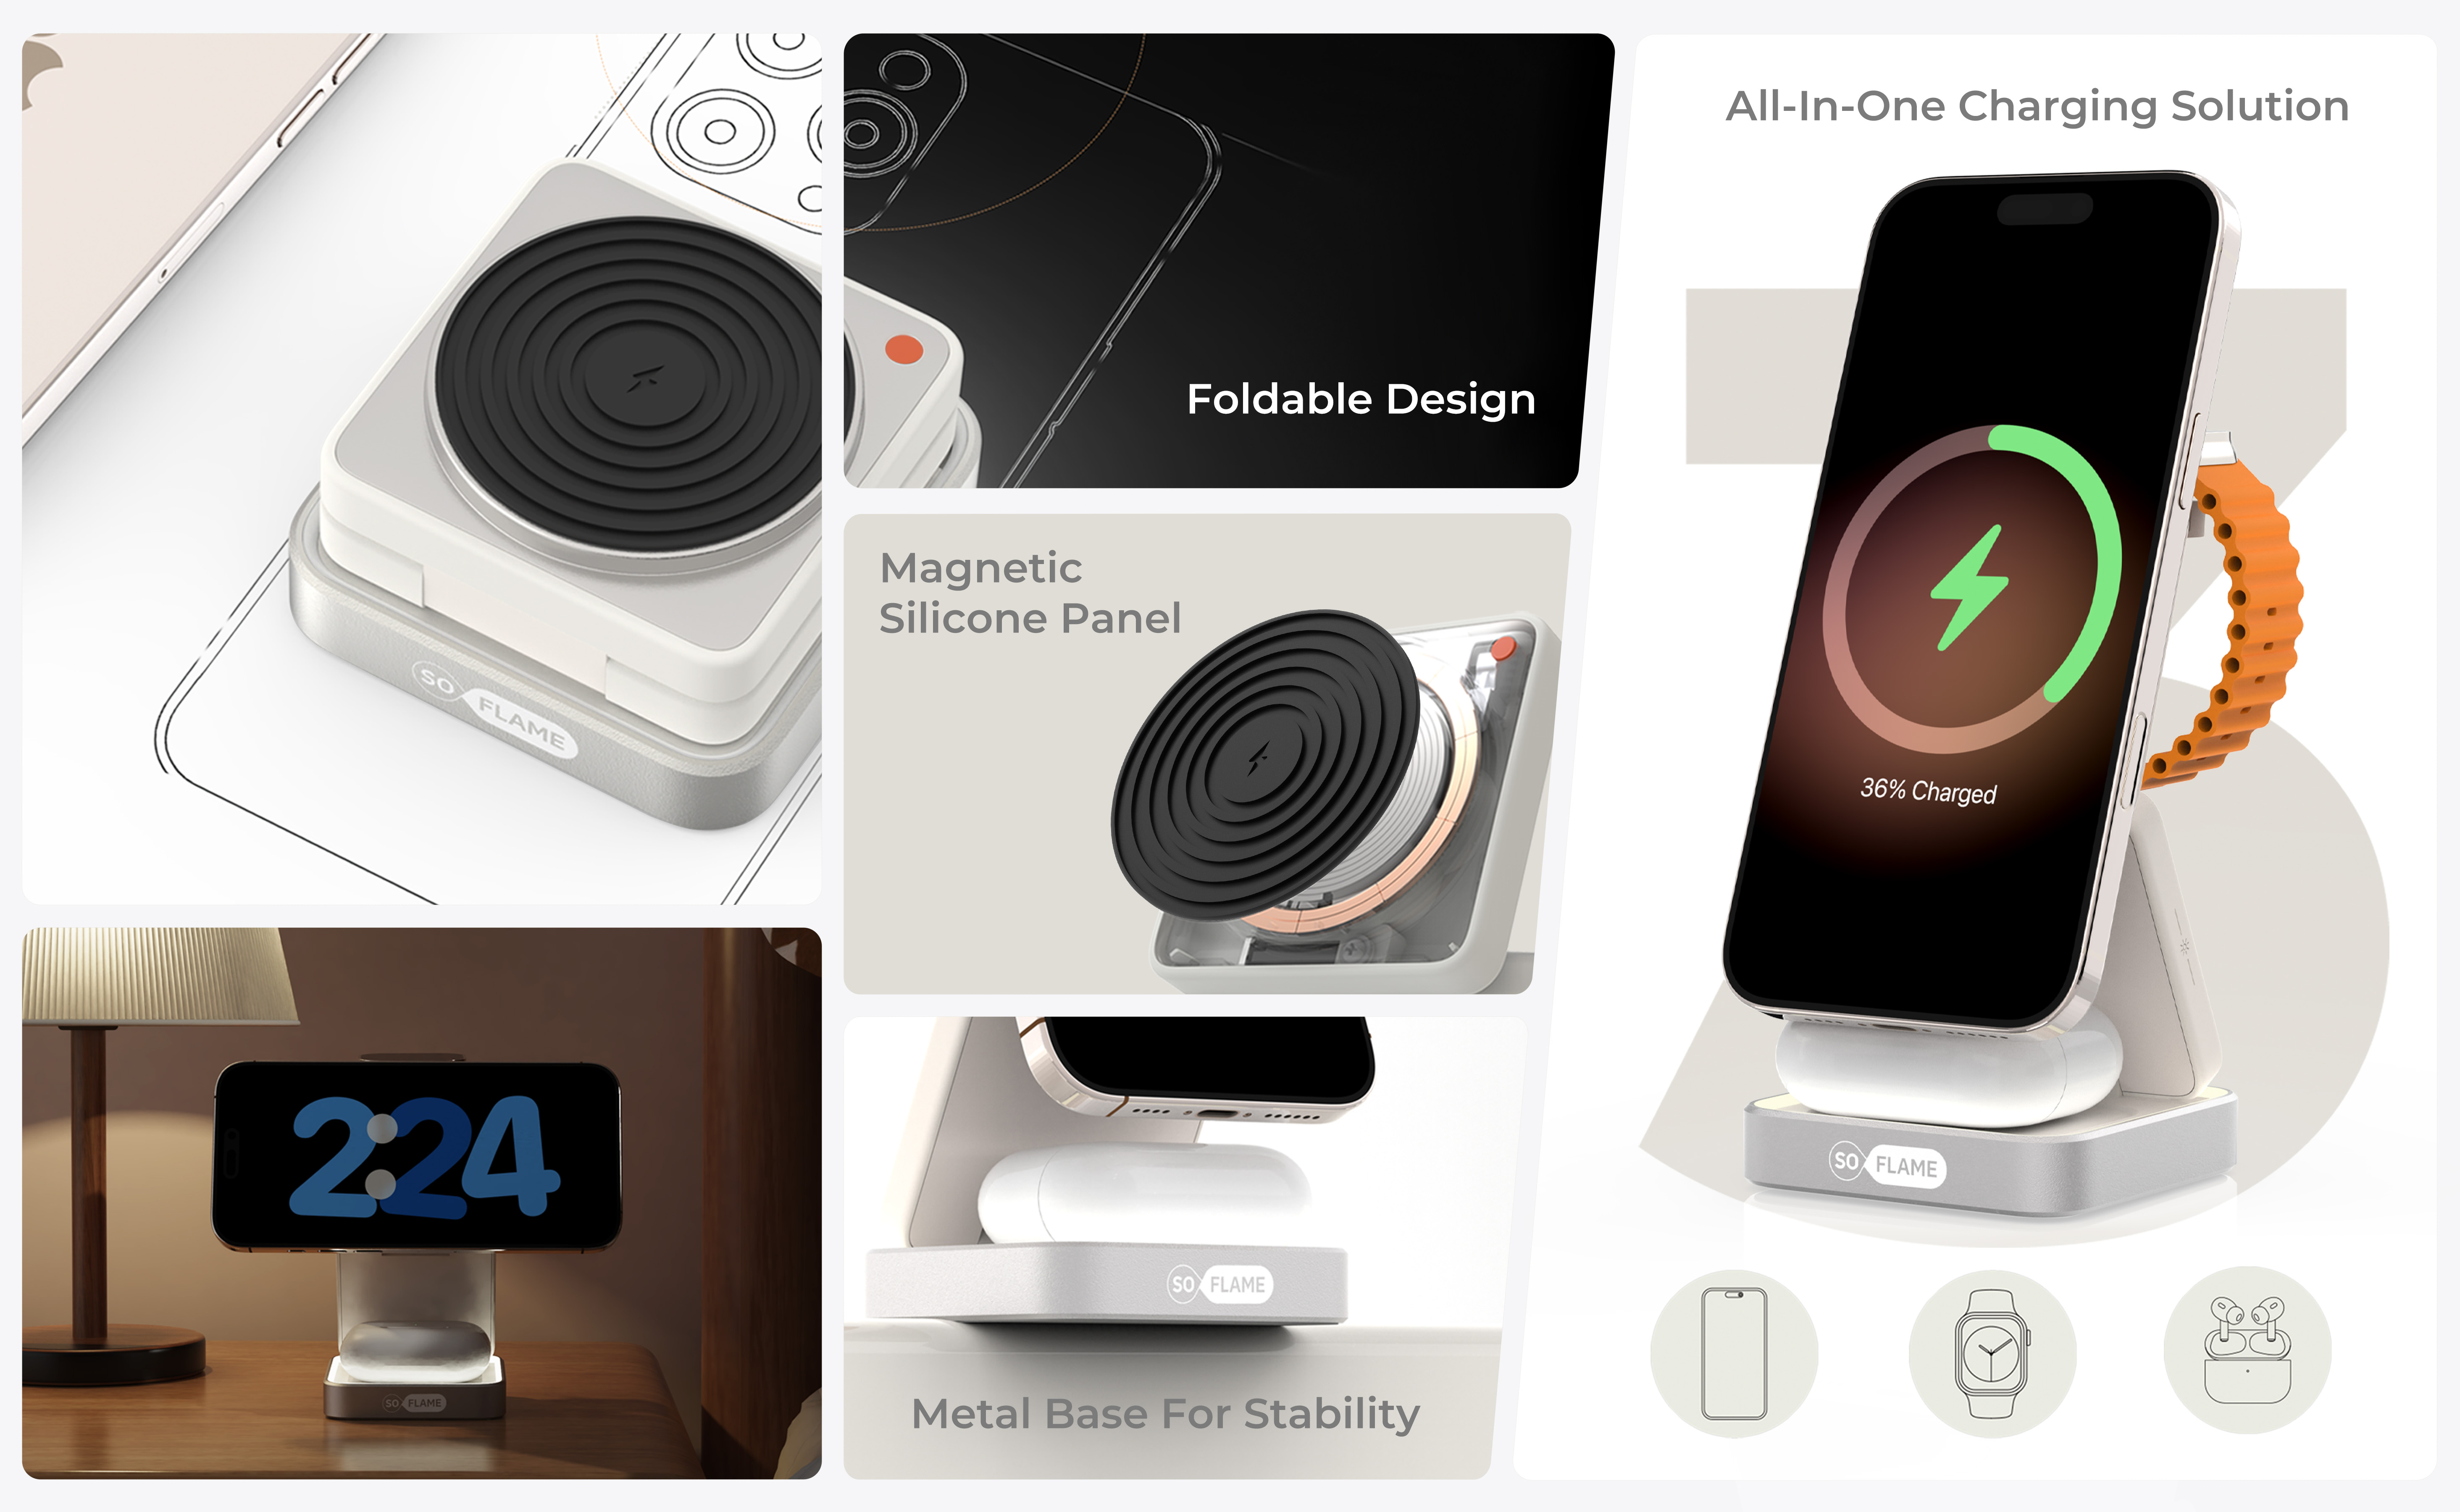 SO FLAME
2:24
SO FLAME
Foldable Design
Magnetic
Silicone Panel
SO FLAME
Metal Base For Stability
All-In-One Charging Solution
3
36% Charged
SO FLAME